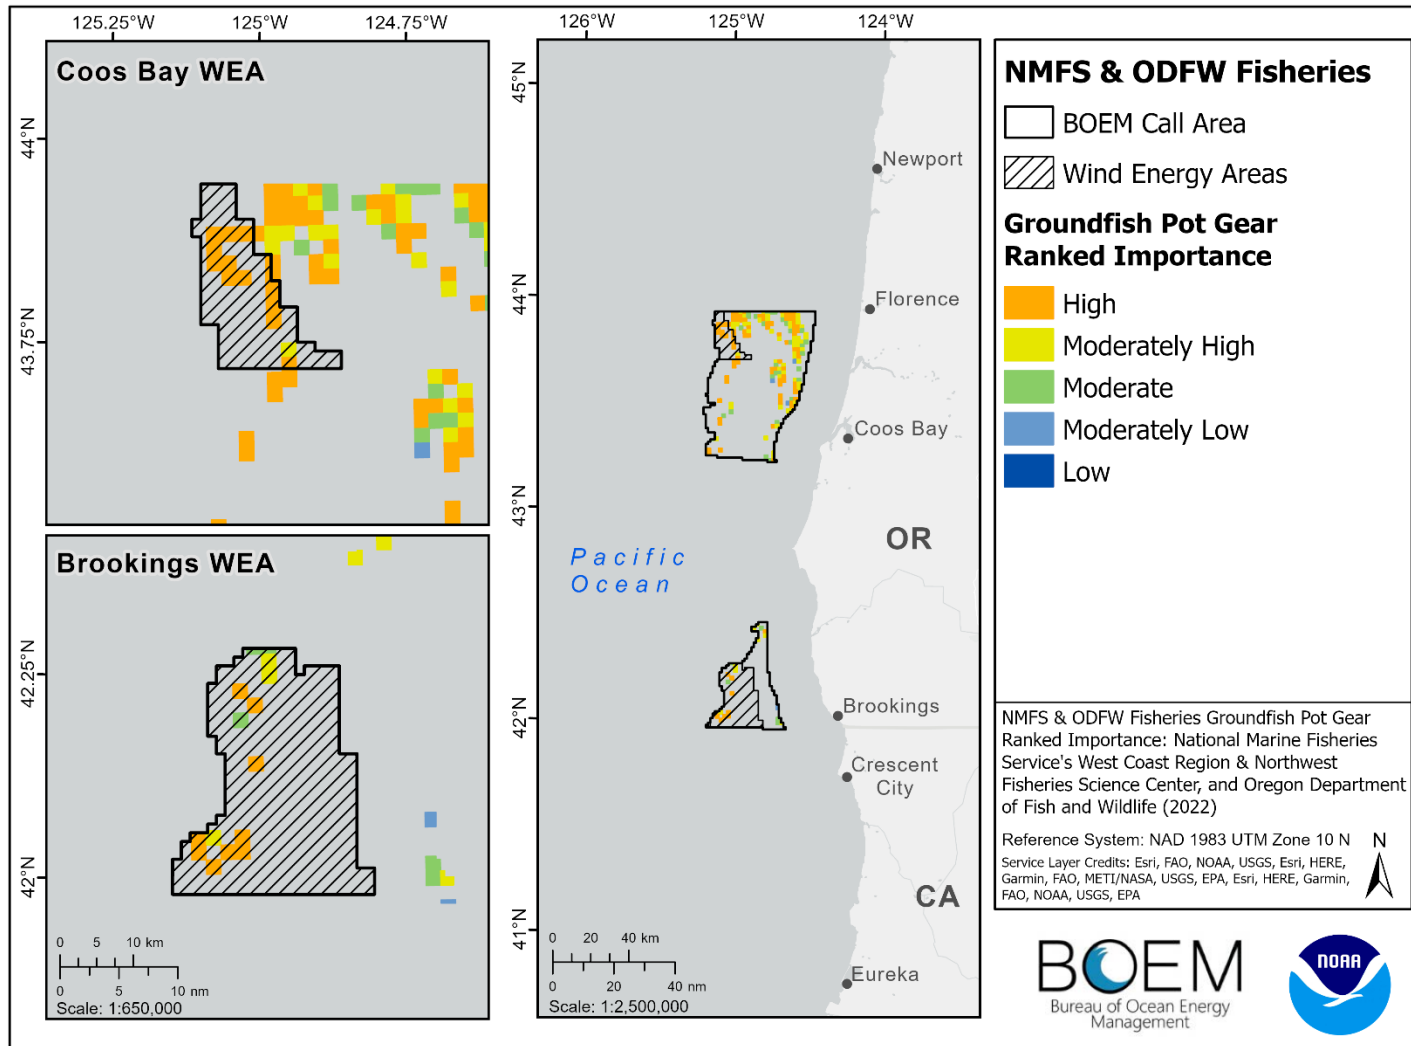 125.25°W
125°W
124.75°W
126°W
125°W
124°W
Coos Bay WEA
44°N
43.75°N
Brookings WEA
42.25°N
42°N
0 5 10 km
0 5 10 nm
Scale: 1:650,000
45°N
44°N
43°N
42°N
41°N
Newport
Florence
Coos Bay
OR
Pacific
Ocean
Brookings
Crescent
City
CA
Eureka
0 20 40 km
0 20 40 nm
Scale: 1:2,500,000
NMFS & ODFW Fisheries
BOEM Call Area
Wind Energy Areas
Groundfish Pot Gear
Ranked Importance
High
Moderately High
Moderate
Moderately Low
Low
NMFS & ODFW Fisheries Groundfish Pot Gear
Ranked Importance: National Marine Fisheries
Service's West Coast Region & Northwest
Fisheries Science Center, and Oregon Department
of Fish and Wildlife (2022)
Reference System: NAD 1983 UTM Zone 10 N
N
Service Layer Credits: Esri, FAO, NOAA, USGS, Esri, HERE,
Garmin, FAO, METI/NASA, USGS, EPA, Esri, HERE, Garmin,
FAO, NOAA, USGS, EPA
BOEM
Bureau of Ocean Energy
Management
NOAA